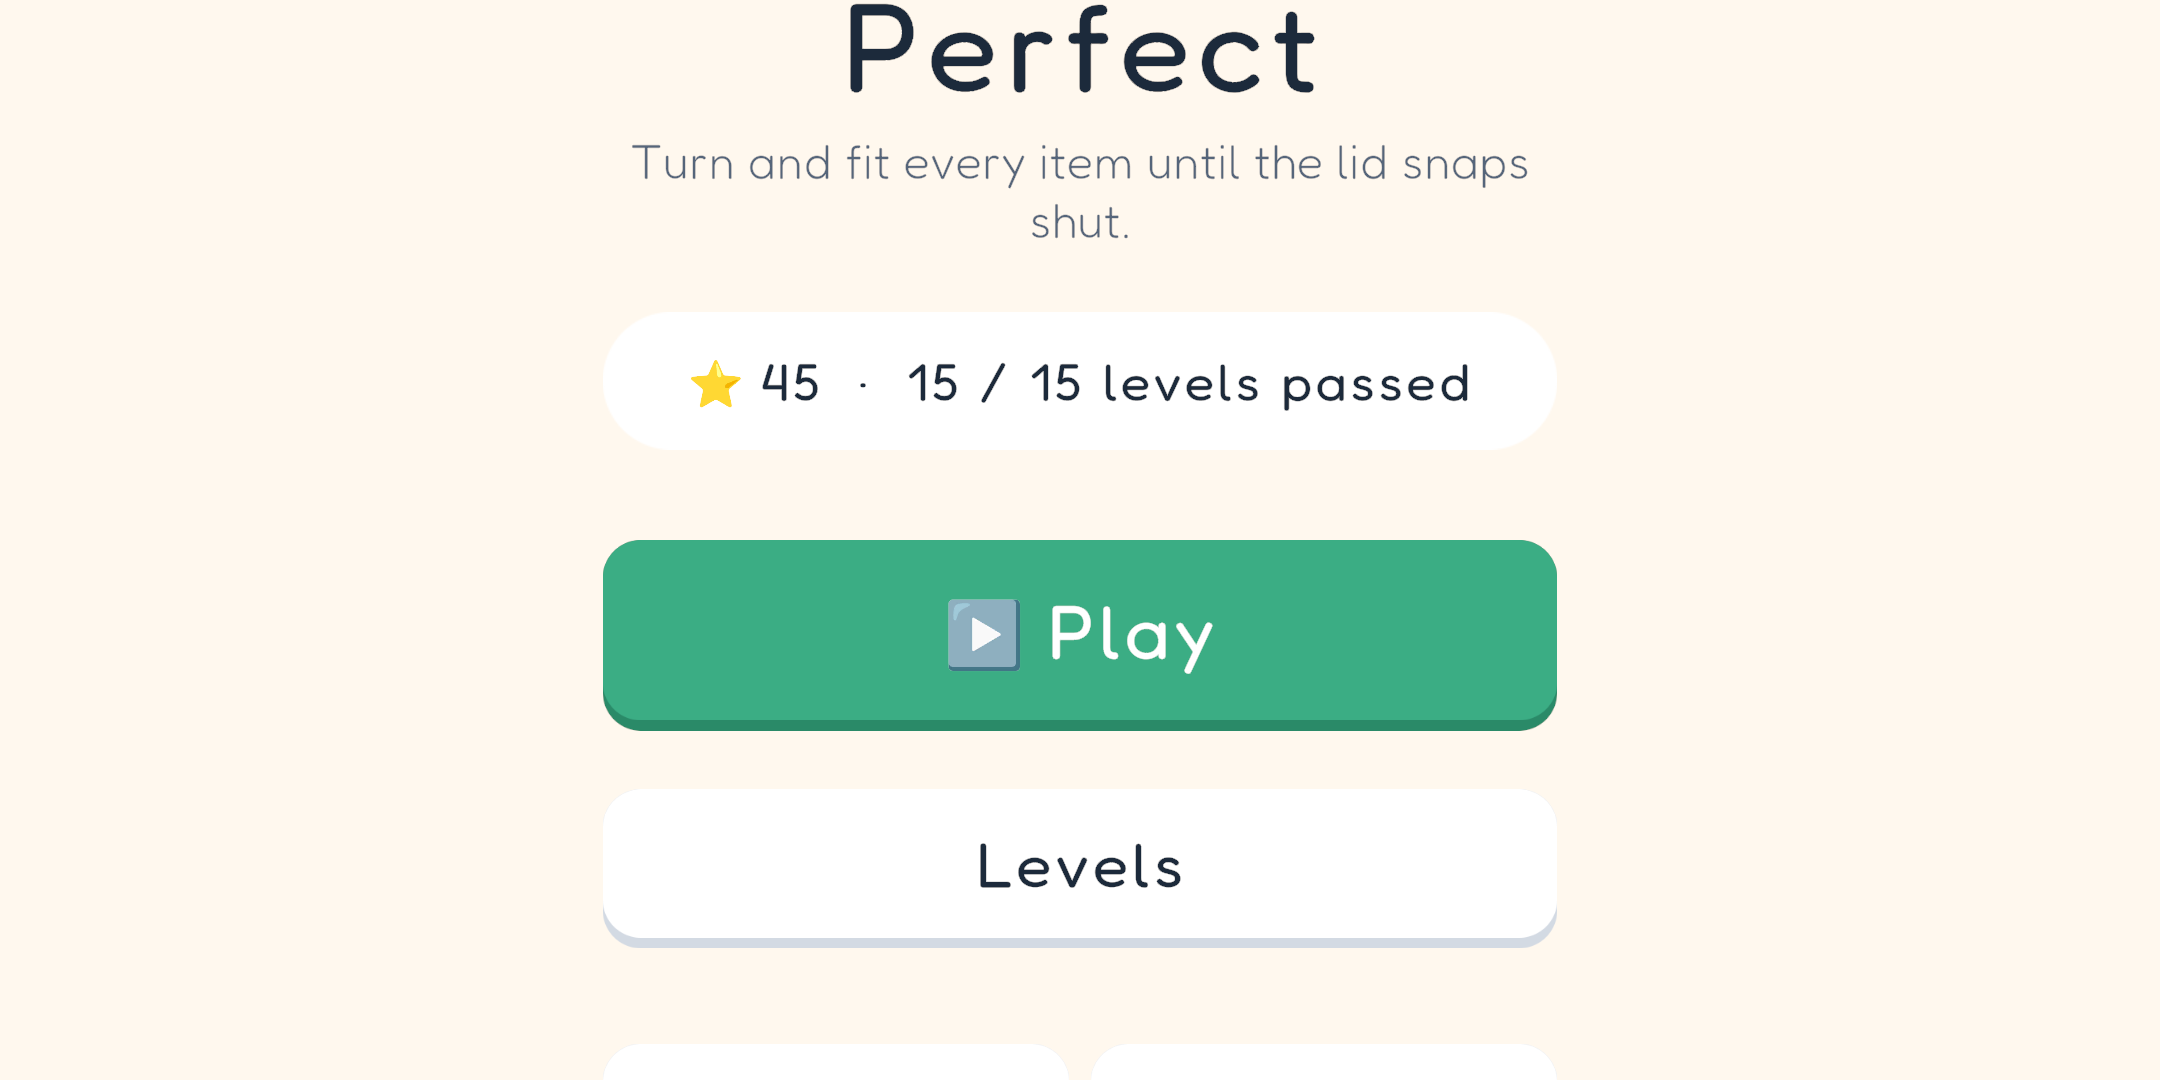 Perfect
Turn and fit every item until the lid snaps
shut.
⭐ 45 · 15 / 15 levels passed
▶️ Play
Levels